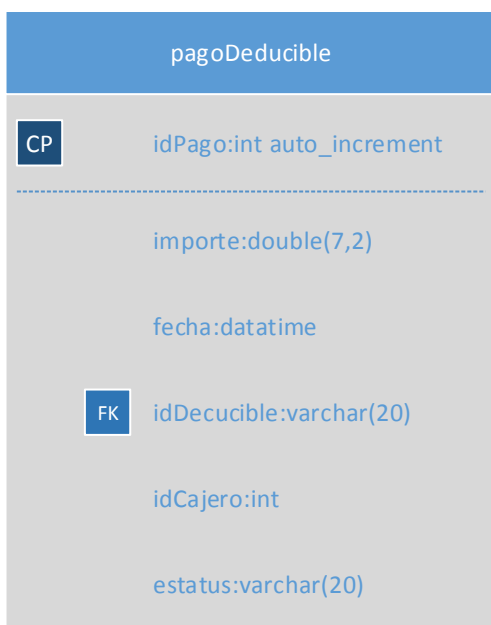 pagoDeducible
CP idPago:int auto_increment
importe:double(7,2)
fecha:datatime
FK idDecucible:varchar(20)
idCajero:int
estatus:varchar(20)